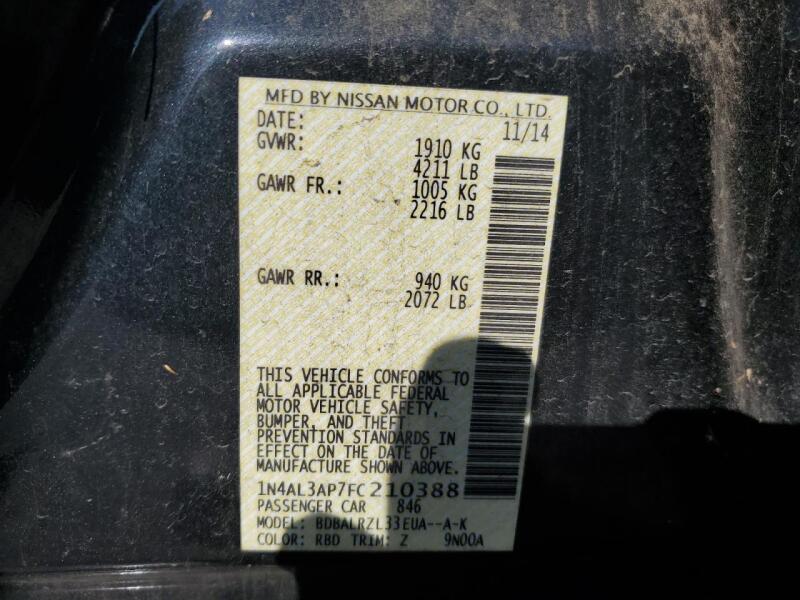 MFD BY NISSAN MOTOR CO., LTD.
DATE: 11/14
GVWR: 1910 KG
4211 LB
GAWR FR.: 1005 KG
2216 LB
GAWR RR.: 940 KG
2072 LB
THIS VEHICLE CONFORMS TO
ALL APPLICABLE FEDERAL
MOTOR VEHICLE SAFETY,
BUMPER, AND THEFT
PREVENTION STANDARDS IN
EFFECT ON THE DATE OF
MANUFACTURE SHOWN ABOVE.
1N4AL3AP7FC210388
PASSENGER CAR 846
MODEL: BDBALRZL33EUA--A-K
COLOR: RBD TRIM: Z 9N00A